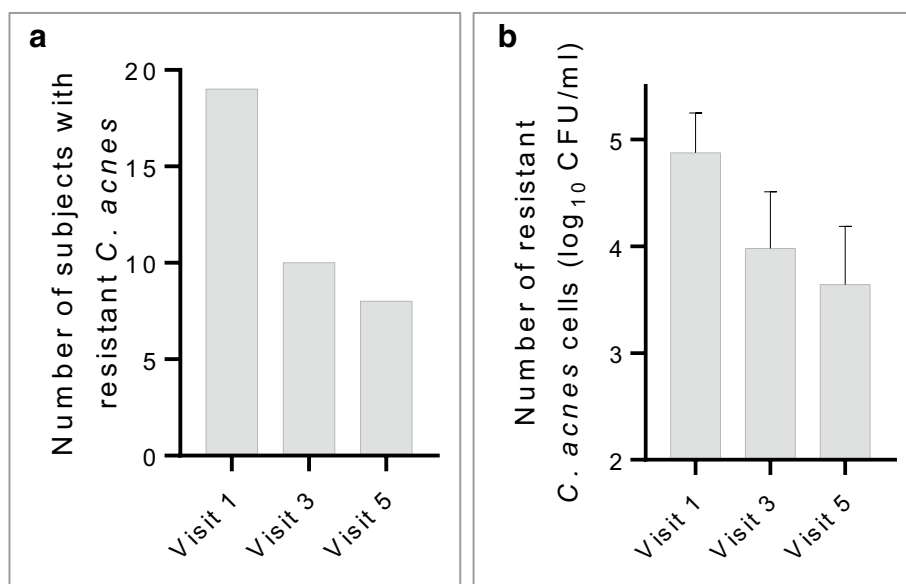 a
Number of subjects with
resistant C. acnes
20
15
10
5
0
Visit 1
Visit 3
Visit 5
b
Number of resistant
C. acnes cells (log10 CFU/ml)
5
4
3
2
Visit 1
Visit 3
Visit 5